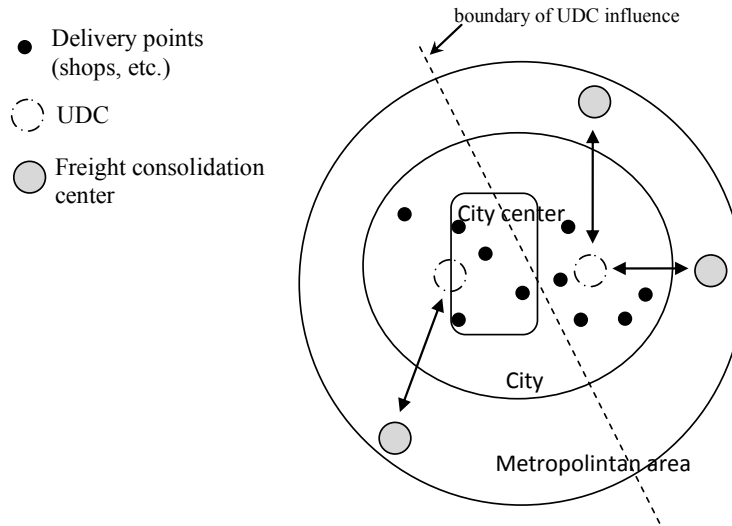 boundary of UDC influence
Delivery points
(shops, etc.)
UDC
Freight consolidation
center
City center
City
Metropolintan area